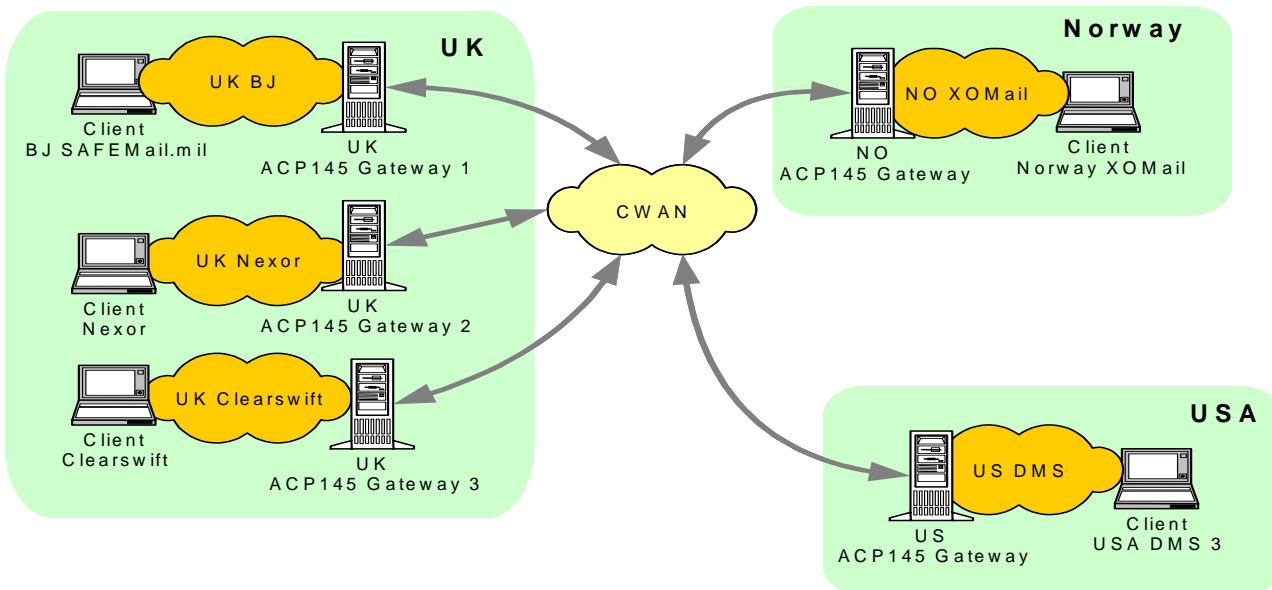 UK
UK BJ
Client
BJ SAFEMail.mil
UK
ACP145 Gateway 1
UK Nexor
Client
Nexor
UK
ACP145 Gateway 2
UK Clearswift
Client
Clearswift
UK
ACP145 Gateway 3
CWAN
Norway
NO XOMail
NO
ACP145 Gateway
Client
Norway XOMail
USA
US DMS
US
ACP145 Gateway
Client
USA DMS 3